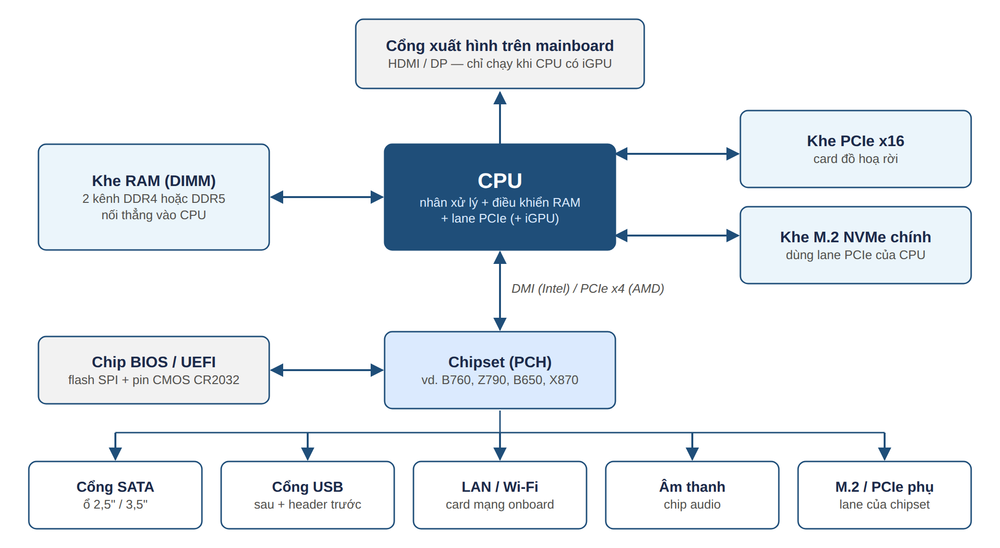 Cổng xuất hình trên mainboard
HDMI / DP — chỉ chạy khi CPU có iGPU
Khe PCIe x16
card đồ hoạ rời
Khe RAM (DIMM)
2 kênh DDR4 hoặc DDR5
nối thẳng vào CPU
CPU
nhân xử lý + điều khiển RAM
+ lane PCIe (+ iGPU)
Khe M.2 NVMe chính
dùng lane PCIe của CPU
DMI (Intel) / PCIe x4 (AMD)
Chip BIOS / UEFI
flash SPI + pin CMOS CR2032
Chipset (PCH)
vd. B760, Z790, B650, X870
Cổng SATA
ổ 2,5" / 3,5"
Cổng USB
sau + header trước
LAN / Wi-Fi
card mạng onboard
Âm thanh
chip audio
M.2 / PCIe phụ
lane của chipset